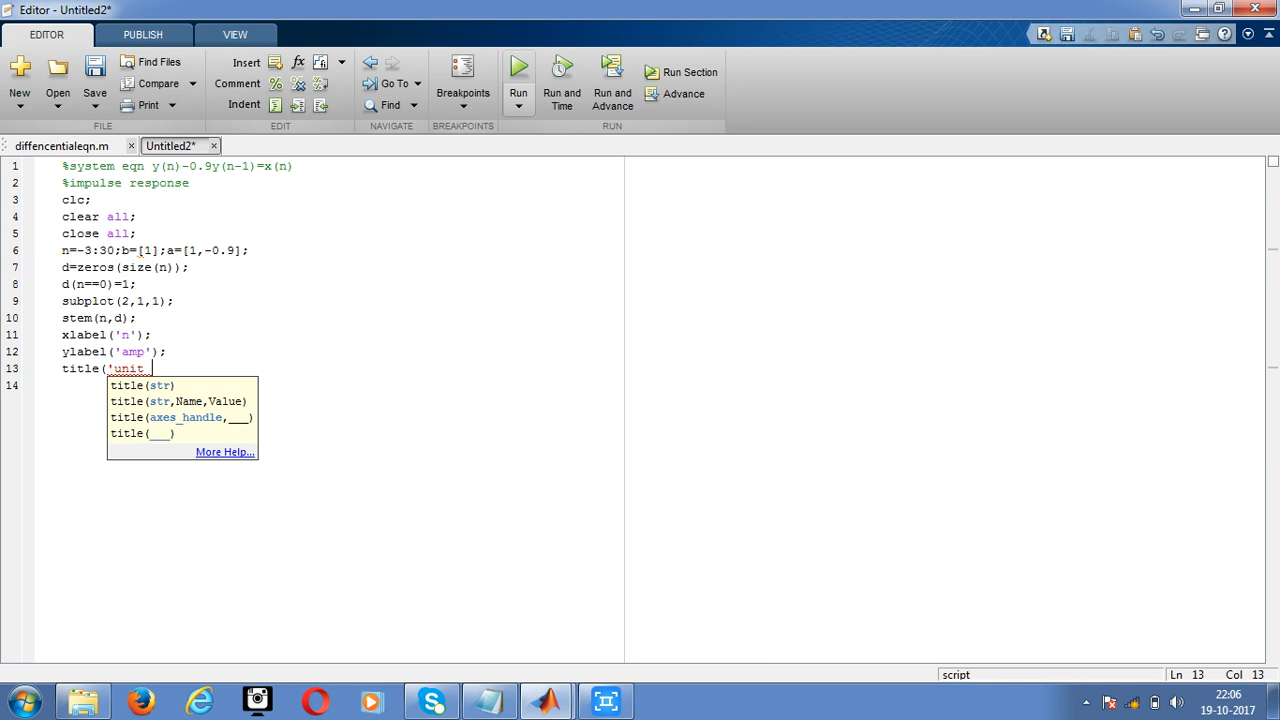 Editor - Untitled2*
EDITOR PUBLISH VIEW
New Open Save Find Files Compare Print
Insert Comment Indent
Go To Find
Breakpoints
Run Run and Time Run and Advance Run Section Advance
FILE EDIT NAVIGATE BREAKPOINTS RUN
diffencentialeqn.m Untitled2*
1 %system eqn y(n)-0.9y(n-1)=x(n)
2 %impulse response
3 clc;
4 clear all;
5 close all;
6 n=-3:30;b=[1];a=[1,-0.9];
7 d=zeros(size(n));
8 d(n==0)=1;
9 subplot(2,1,1);
10 stem(n,d);
11 xlabel('n');
12 ylabel('amp');
13 title('unit
14
title(str)
title(str,Name,Value)
title(axes_handle,___)
title(___)
More Help...
script Ln 13 Col 13
22:06
19-10-2017